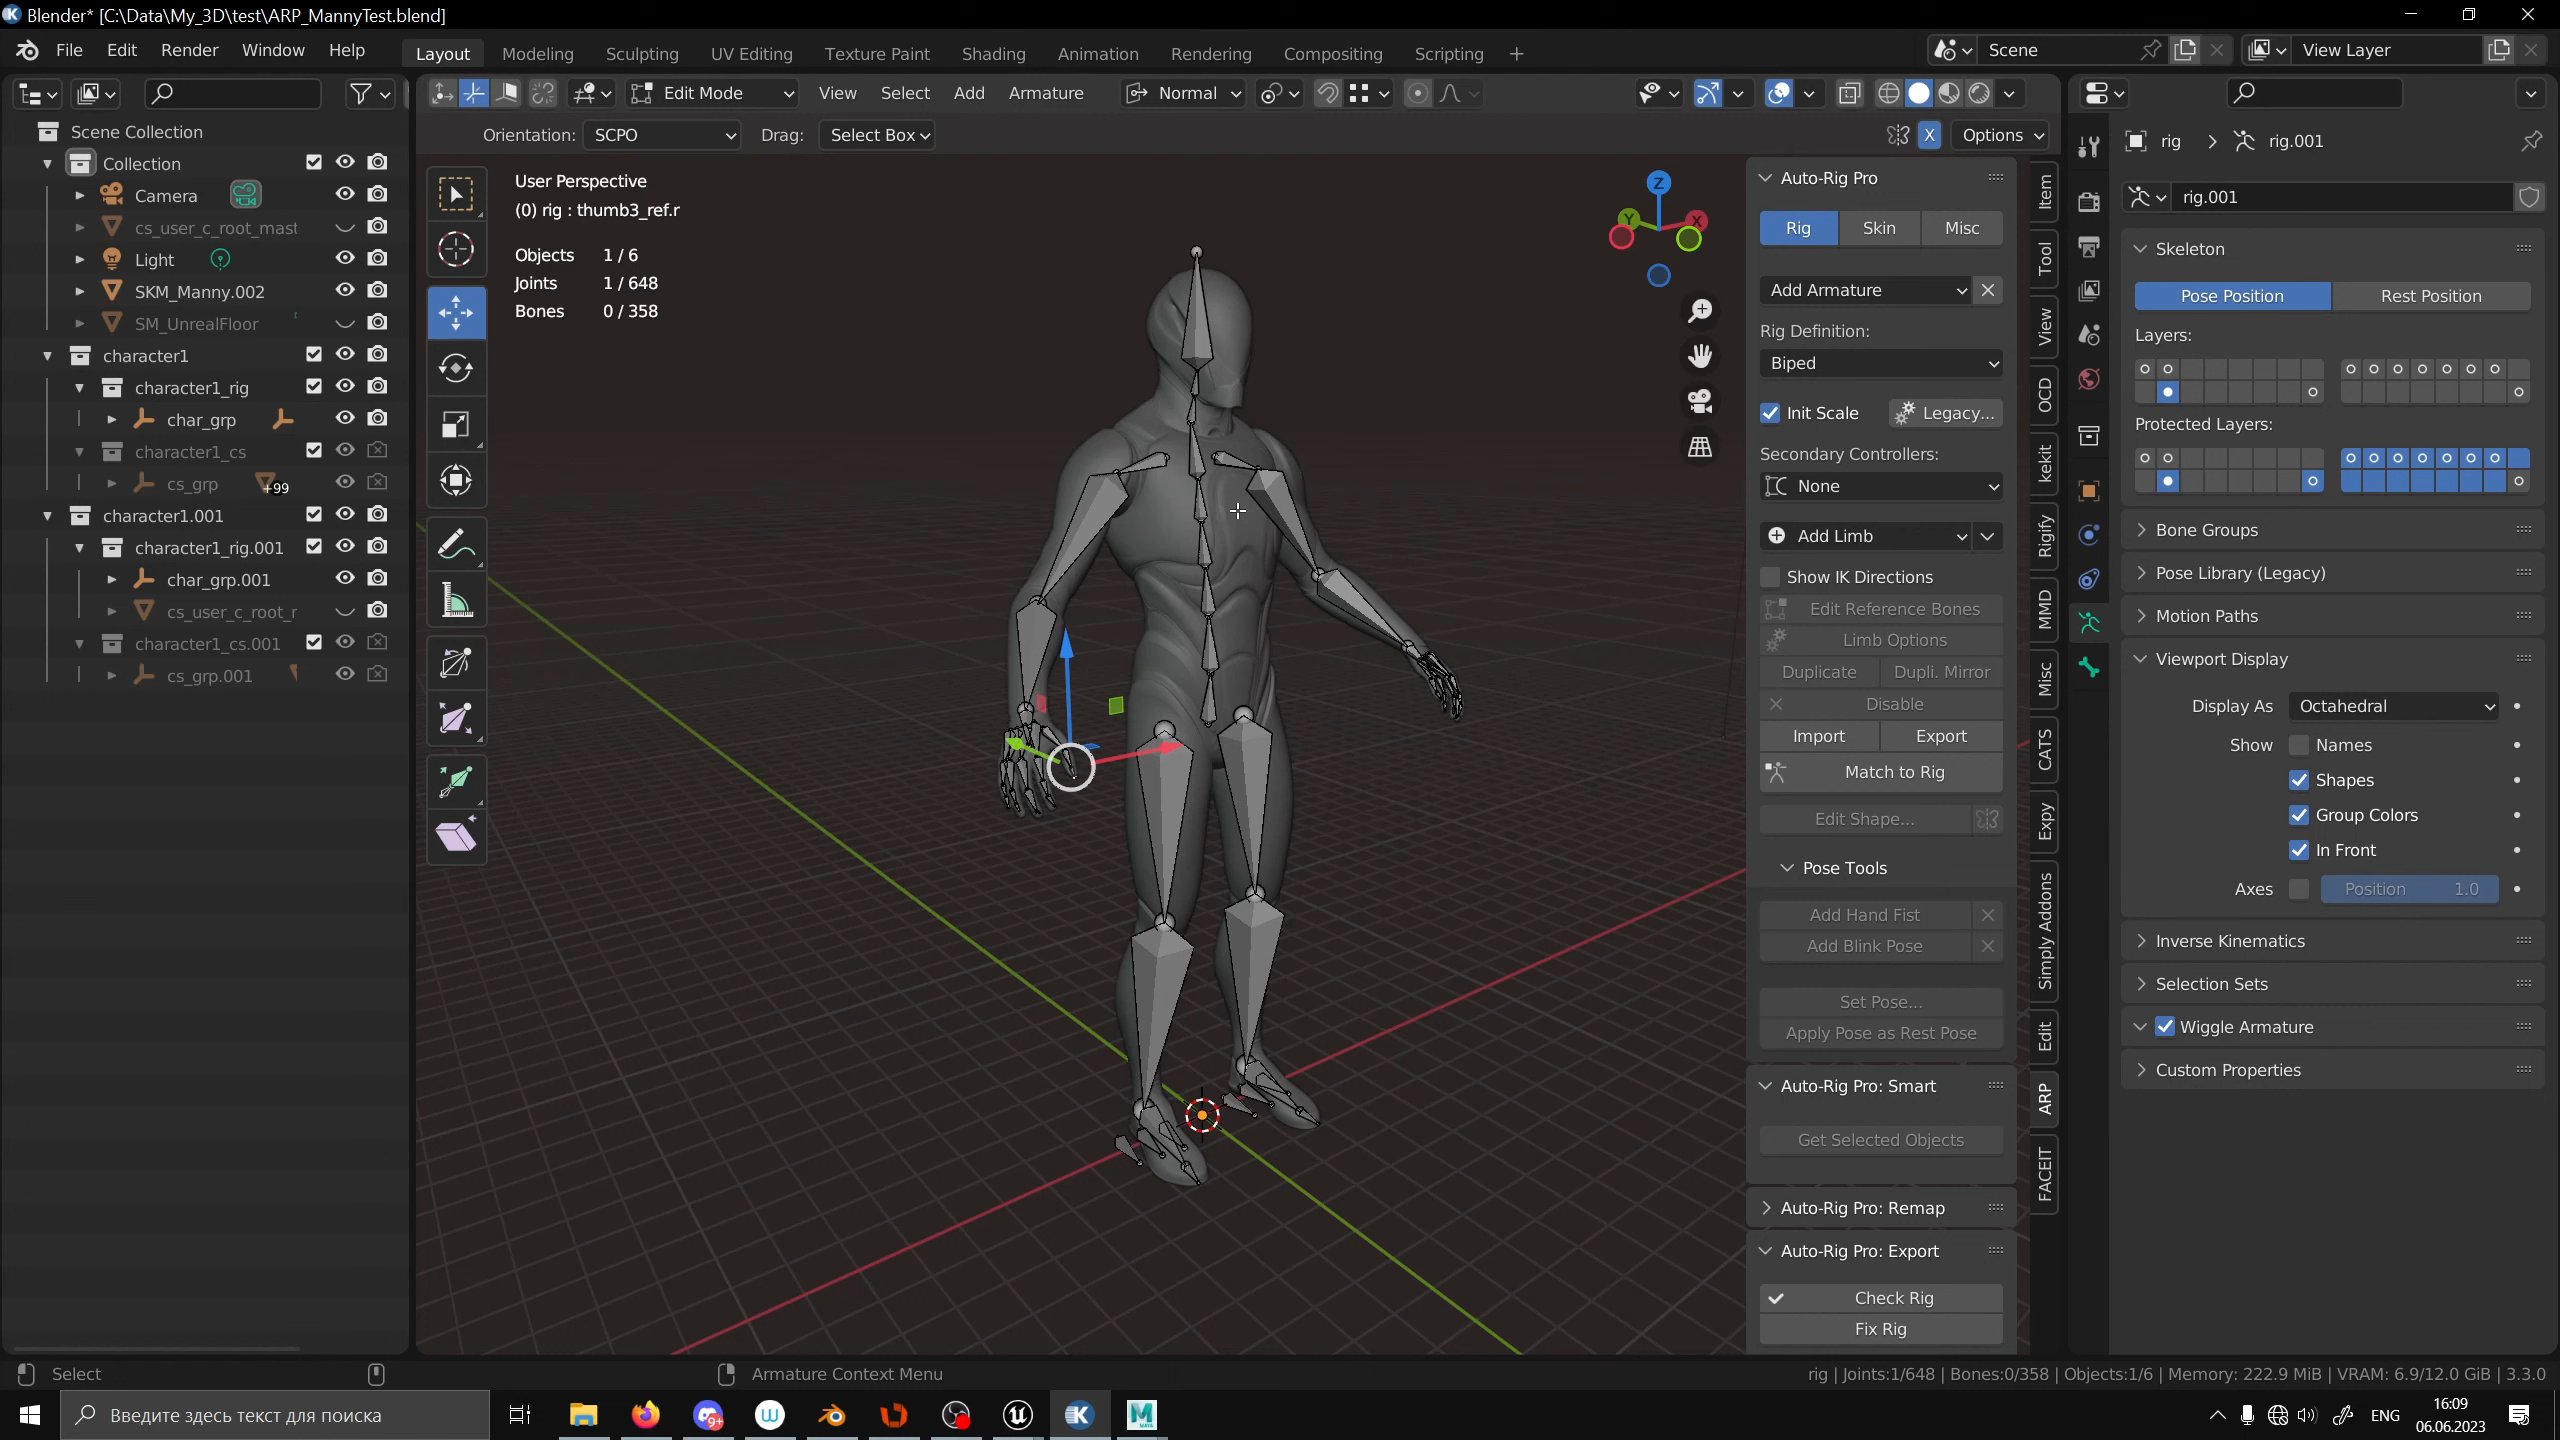 Blender* [C:\Data\My_3D\test\ARP_MannyTest.blend]
File Edit Render Window Help
Layout Modeling Sculpting UV Editing Texture Paint Shading Animation Rendering Compositing Scripting +
Scene
View Layer
Edit Mode View Select Add Armature Normal
Orientation: SCPO Drag: Select Box
X Options
Scene Collection
Collection
Camera
cs_user_c_root_mast
Light
SKM_Manny.002
SM_UnrealFloor
character1
character1_rig
char_grp
character1_cs
cs_grp +99
character1.001
character1_rig.001
char_grp.001
cs_user_c_root_r
character1_cs.001
cs_grp.001
User Perspective
(0) rig : thumb3_ref.r
Objects 1 / 6
Joints 1 / 648
Bones 0 / 358
Z
Y
X
Auto-Rig Pro
Rig Skin Misc
Add Armature
Rig Definition:
Biped
Init Scale Legacy...
Secondary Controllers:
None
Add Limb
Show IK Directions
Edit Reference Bones
Limb Options
Duplicate Dupli. Mirror
Disable
Import Export
Match to Rig
Edit Shape...
Pose Tools
Add Hand Fist
Add Blink Pose
Set Pose...
Apply Pose as Rest Pose
Auto-Rig Pro: Smart
Get Selected Objects
Auto-Rig Pro: Remap
Auto-Rig Pro: Export
Check Rig
Fix Rig
Item
Tool
View
OCD
kekit
Rigify
MMD
Misc
CATS
Expy
Simply Addons
Edit
ARP
FACEIT
rig > rig.001
rig.001
Skeleton
Pose Position Rest Position
Layers:
Protected Layers:
Bone Groups
Pose Library (Legacy)
Motion Paths
Viewport Display
Display As Octahedral
Show Names
Shapes
Group Colors
In Front
Axes Position 1.0
Inverse Kinematics
Selection Sets
Wiggle Armature
Custom Properties
Select
Armature Context Menu
rig | Joints:1/648 | Bones:0/358 | Objects:1/6 | Memory: 222.9 MiB | VRAM: 6.9/12.0 GiB | 3.3.0
Введите здесь текст для поиска
9+
K
ENG
16:09
06.06.2023